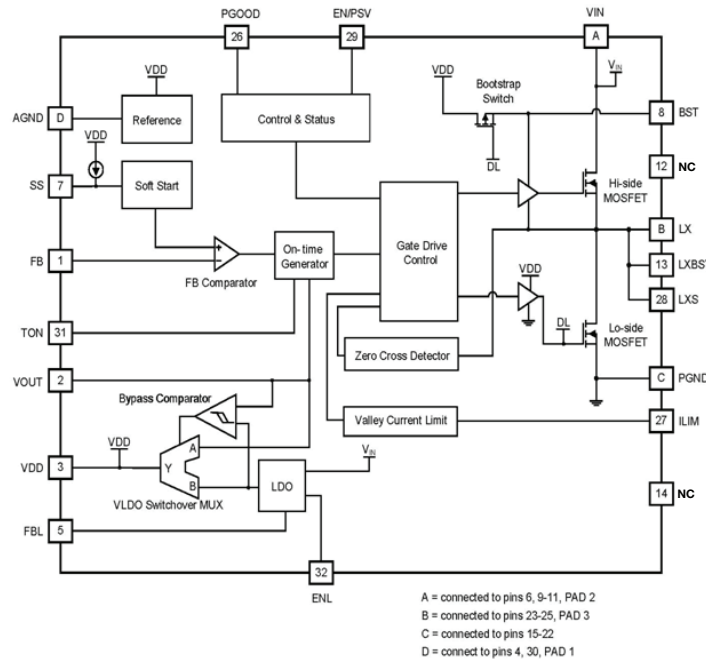 PGOOD
EN/PSV
VIN
26
29
A
VDD
VIN
AGND
D
Reference
Control & Status
VDD
Bootstrap
Switch
8
BST
VDD
DL
12
NC
SS
7
Soft Start
Hi-side
MOSFET
B
LX
FB
1
+
–
FB Comparator
On-time
Generator
Gate Drive
Control
13
LXBST
VDD
28
LXS
TON
31
DL
Lo-side
MOSFET
VOUT
2
Zero Cross Detector
C
PGND
Bypass Comparator
Valley Current Limit
27
ILIM
VDD
A
VDD
3
Y
B
LDO
VIN
14
NC
VLDO Switchover MUX
FBL
5
32
ENL
A = connected to pins 6, 9-11, PAD 2
B = connected to pins 23-25, PAD 3
C = connect to pins 15-22
D = connect to pins 4, 30, PAD 1